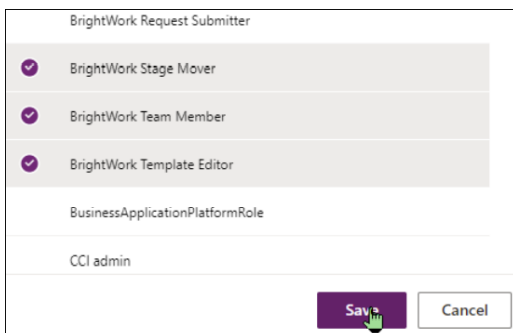 BrightWork Request Submitter
BrightWork Stage Mover
BrightWork Team Member
BrightWork Template Editor
BusinessApplicationPlatformRole
CCI admin
Save Cancel